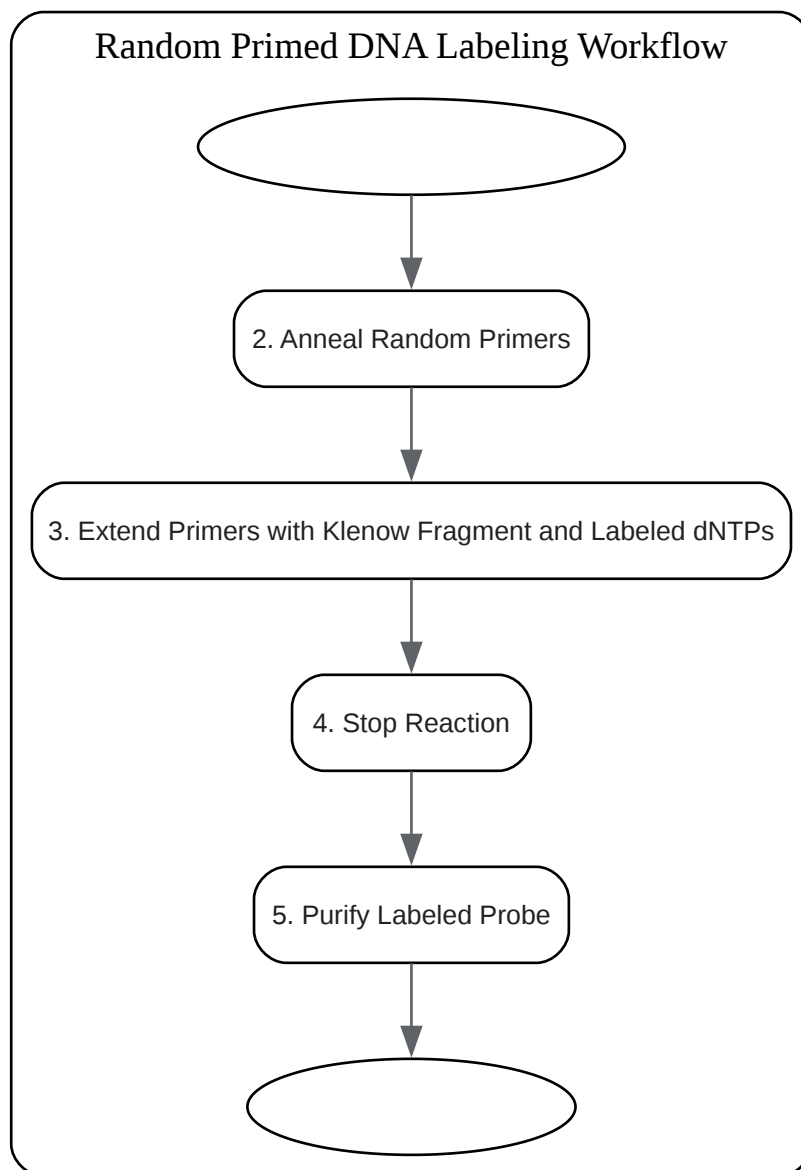 Random Primed DNA Labeling Workflow
2. Anneal Random Primers
3. Extend Primers with Klenow Fragment and Labeled dNTPs
4. Stop Reaction
5. Purify Labeled Probe